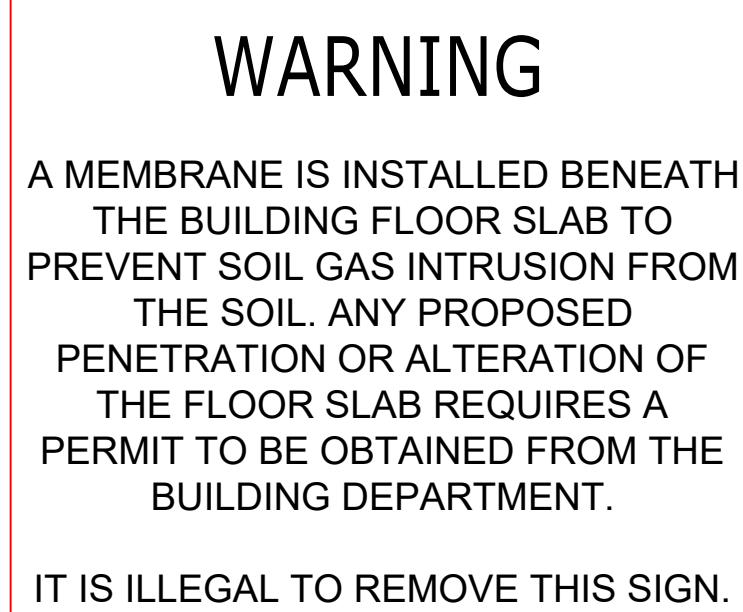 WARNING
A MEMBRANE IS INSTALLED BENEATH
THE BUILDING FLOOR SLAB TO
PREVENT SOIL GAS INTRUSION FROM
THE SOIL. ANY PROPOSED
PENETRATION OR ALTERATION OF
THE FLOOR SLAB REQUIRES A
PERMIT TO BE OBTAINED FROM THE
BUILDING DEPARTMENT.
IT IS ILLEGAL TO REMOVE THIS SIGN.